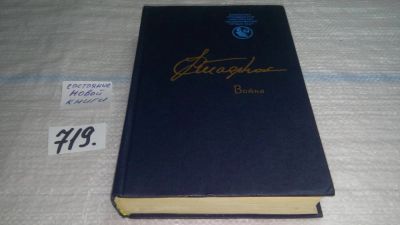 состояние
новой
книги
719.
Война